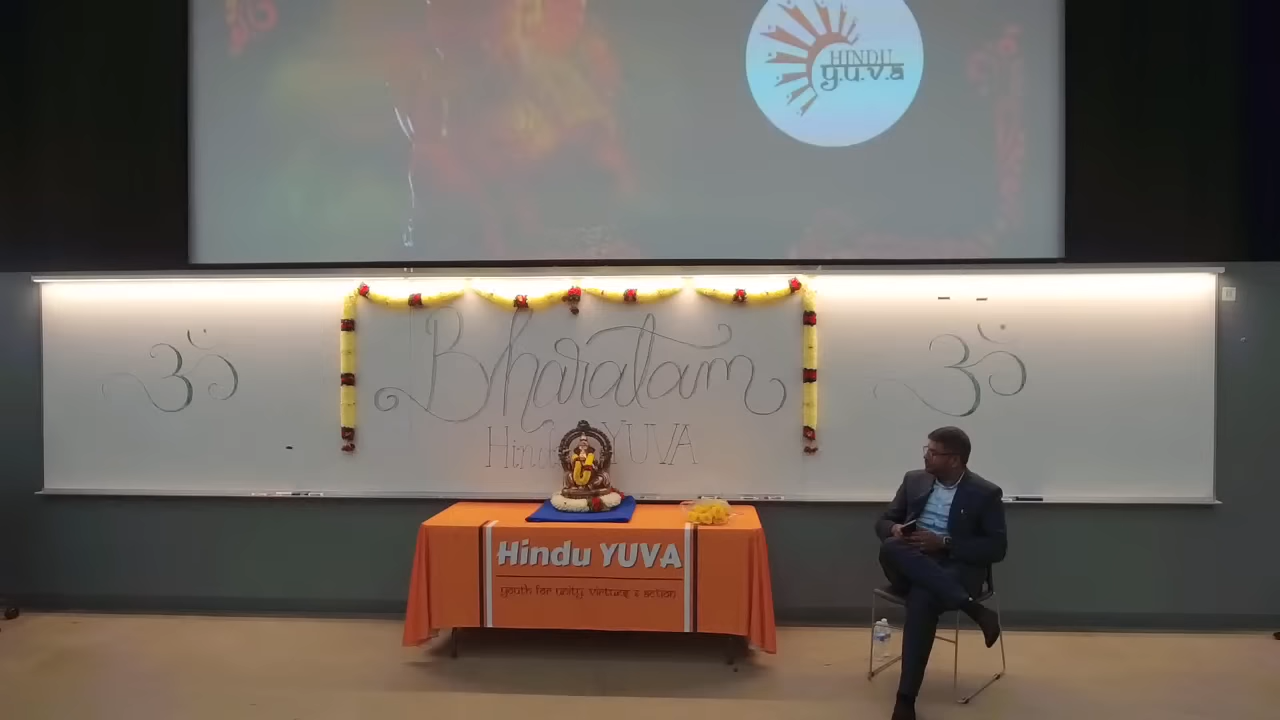 HINDU
y.u.v.a
ॐ
Bharatam
ॐ
Hindu YUVA
Hindu YUVA
youth for unity virtues & action